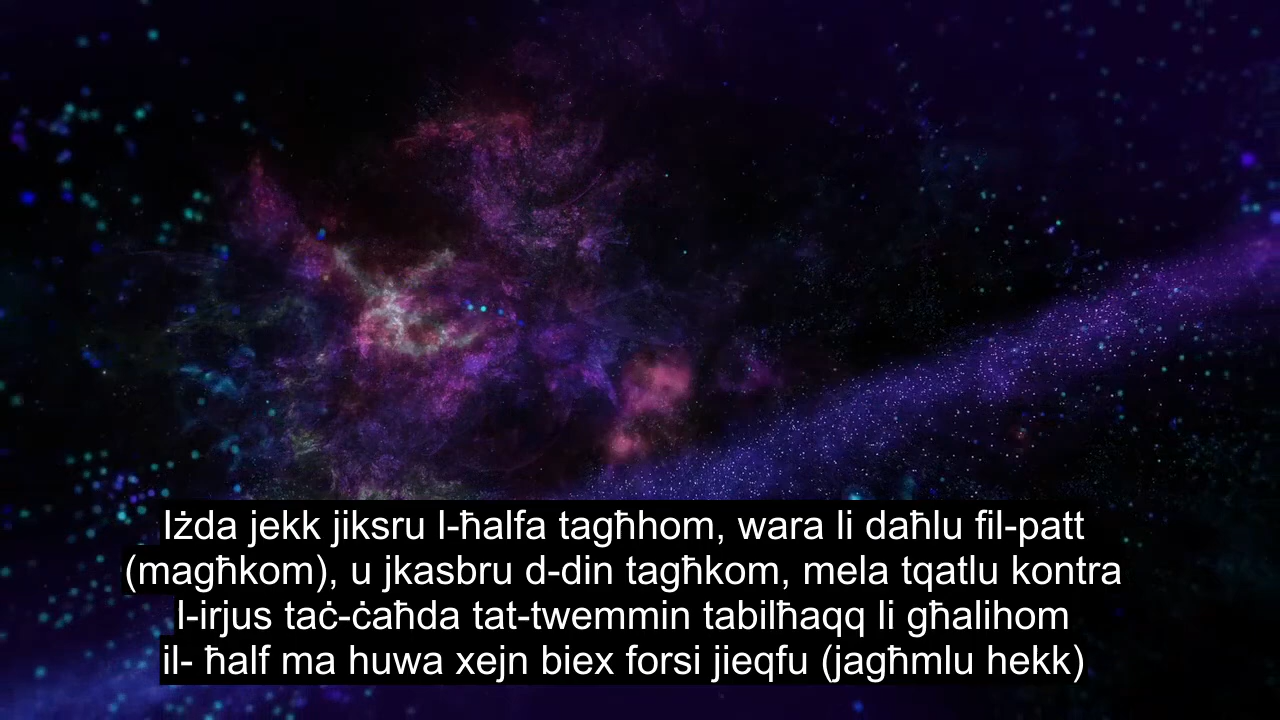 Iżda jekk jiksru l-ħalfa tagħhom, wara li daħlu fil-patt
(magħkom), u jkasbru d-din tagħkom, mela tqatlu kontra
l-irjus taċ-ċaħda tat-twemmin tabilħaqq li għalihom
il- ħalf ma huwa xejn biex forsi jieqfu (jagħmlu hekk)